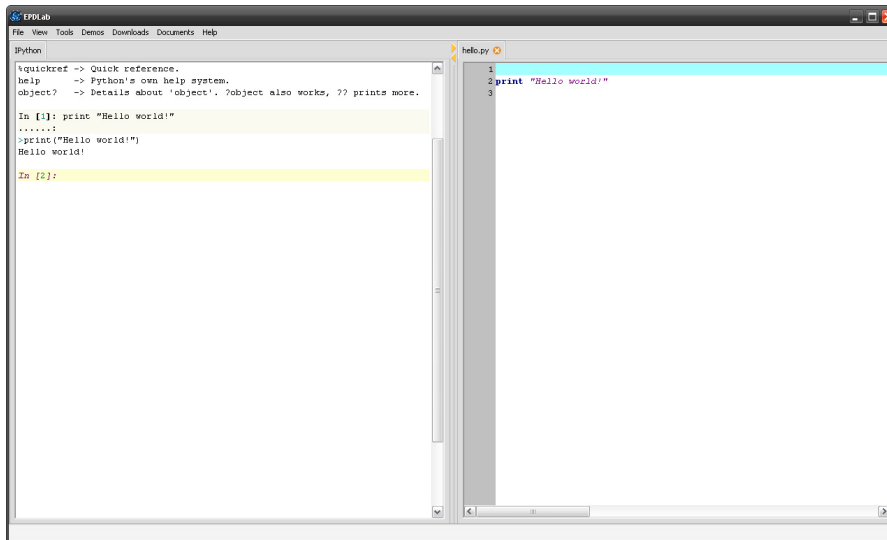 EPDLab
File View Tools Demos Downloads Documents Help
IPython
%quickref -> Quick reference.
help -> Python's own help system.
object? -> Details about 'object'. ?object also works, ?? prints more.
In [1]: print "Hello world!"
......:
>print("Hello world!")
Hello world!
In [2]:
hello.py
1
2 print "Hello world!"
3